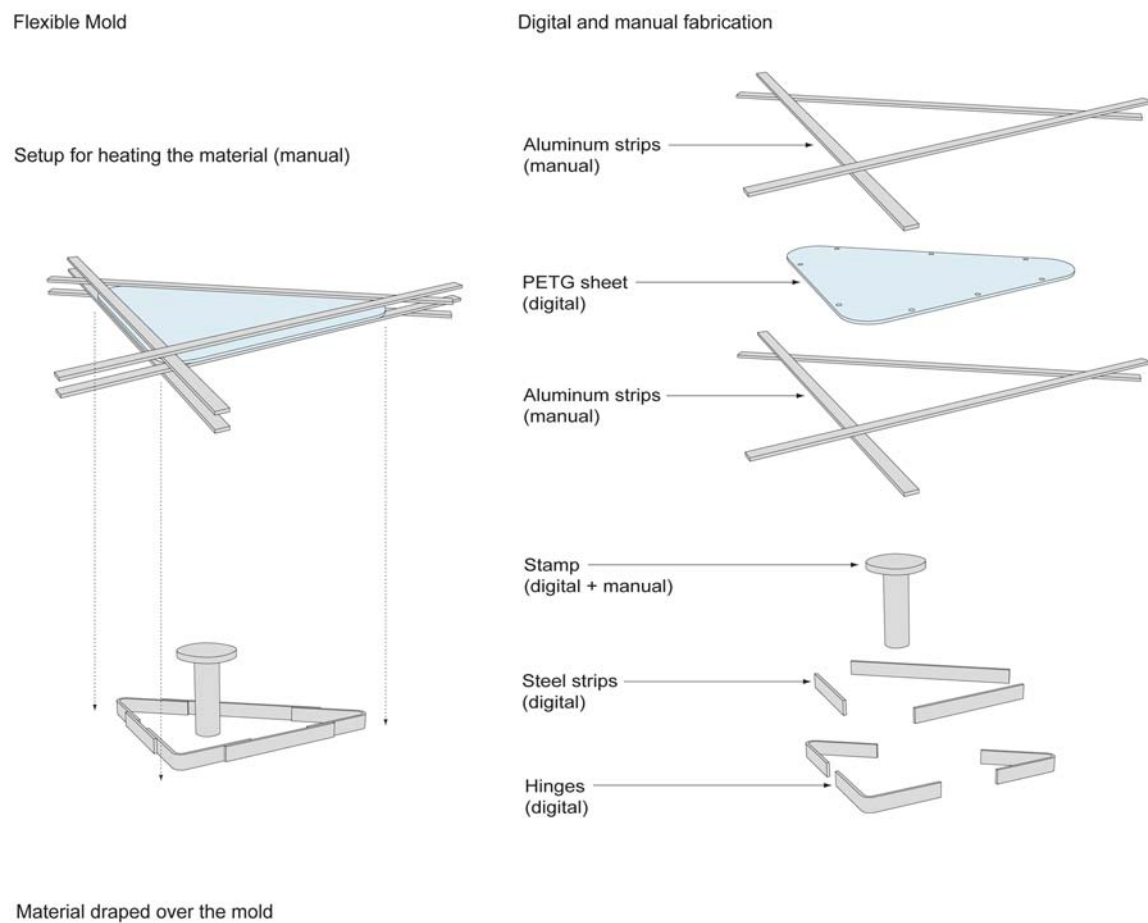 Flexible Mold
Digital and manual fabrication
Setup for heating the material (manual)
Aluminum strips
(manual)
PETG sheet
(digital)
Aluminum strips
(manual)
Stamp
(digital + manual)
Steel strips
(digital)
Hinges
(digital)
Material draped over the mold